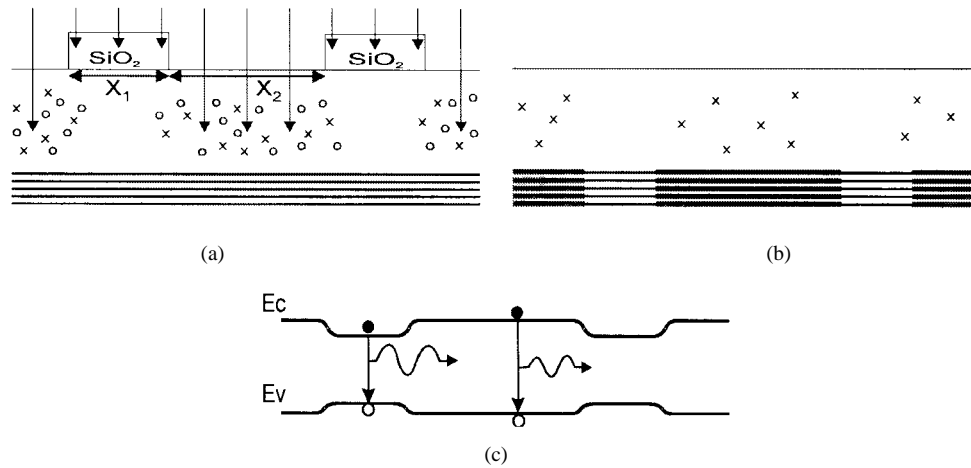 SiO₂
SiO₂
X₁
X₂
(a)
(b)
Ec
Ev
(c)